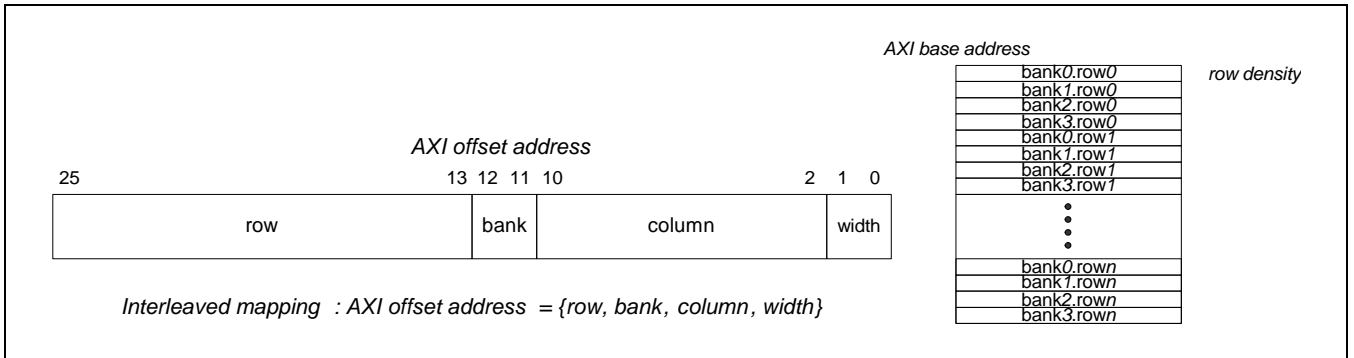 AXI base address
row density
bank0.row0
bank1.row0
bank2.row0
bank3.row0
bank0.row1
bank1.row1
bank2.row1
bank3.row1
bank0.rown
bank1.rown
bank2.rown
bank3.rown
AXI offset address
25 13 12 11 10 2 1 0
row bank column width
Interleaved mapping : AXI offset address = {row, bank, column, width}